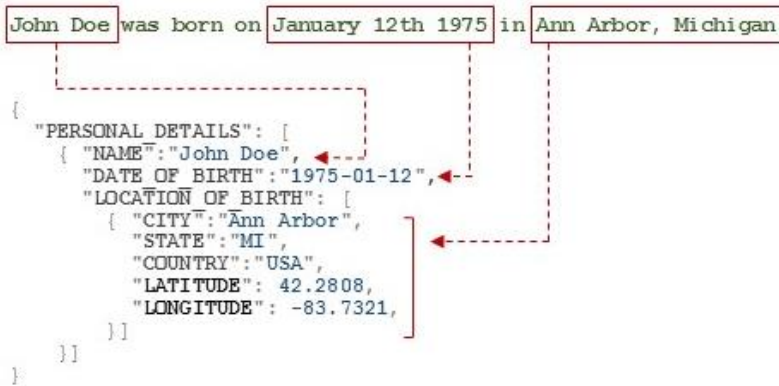 John Doe was born on January 12th 1975 in Ann Arbor, Michigan
{
"PERSONAL_DETAILS": [
{ "NAME":"John Doe",
"DATE_OF_BIRTH":"1975-01-12",
"LOCATION_OF_BIRTH": [
{ "CITY":"Ann Arbor",
"STATE":"MI",
"COUNTRY":"USA",
"LATITUDE": 42.2808,
"LONGITUDE": -83.7321,
}]
}]
}